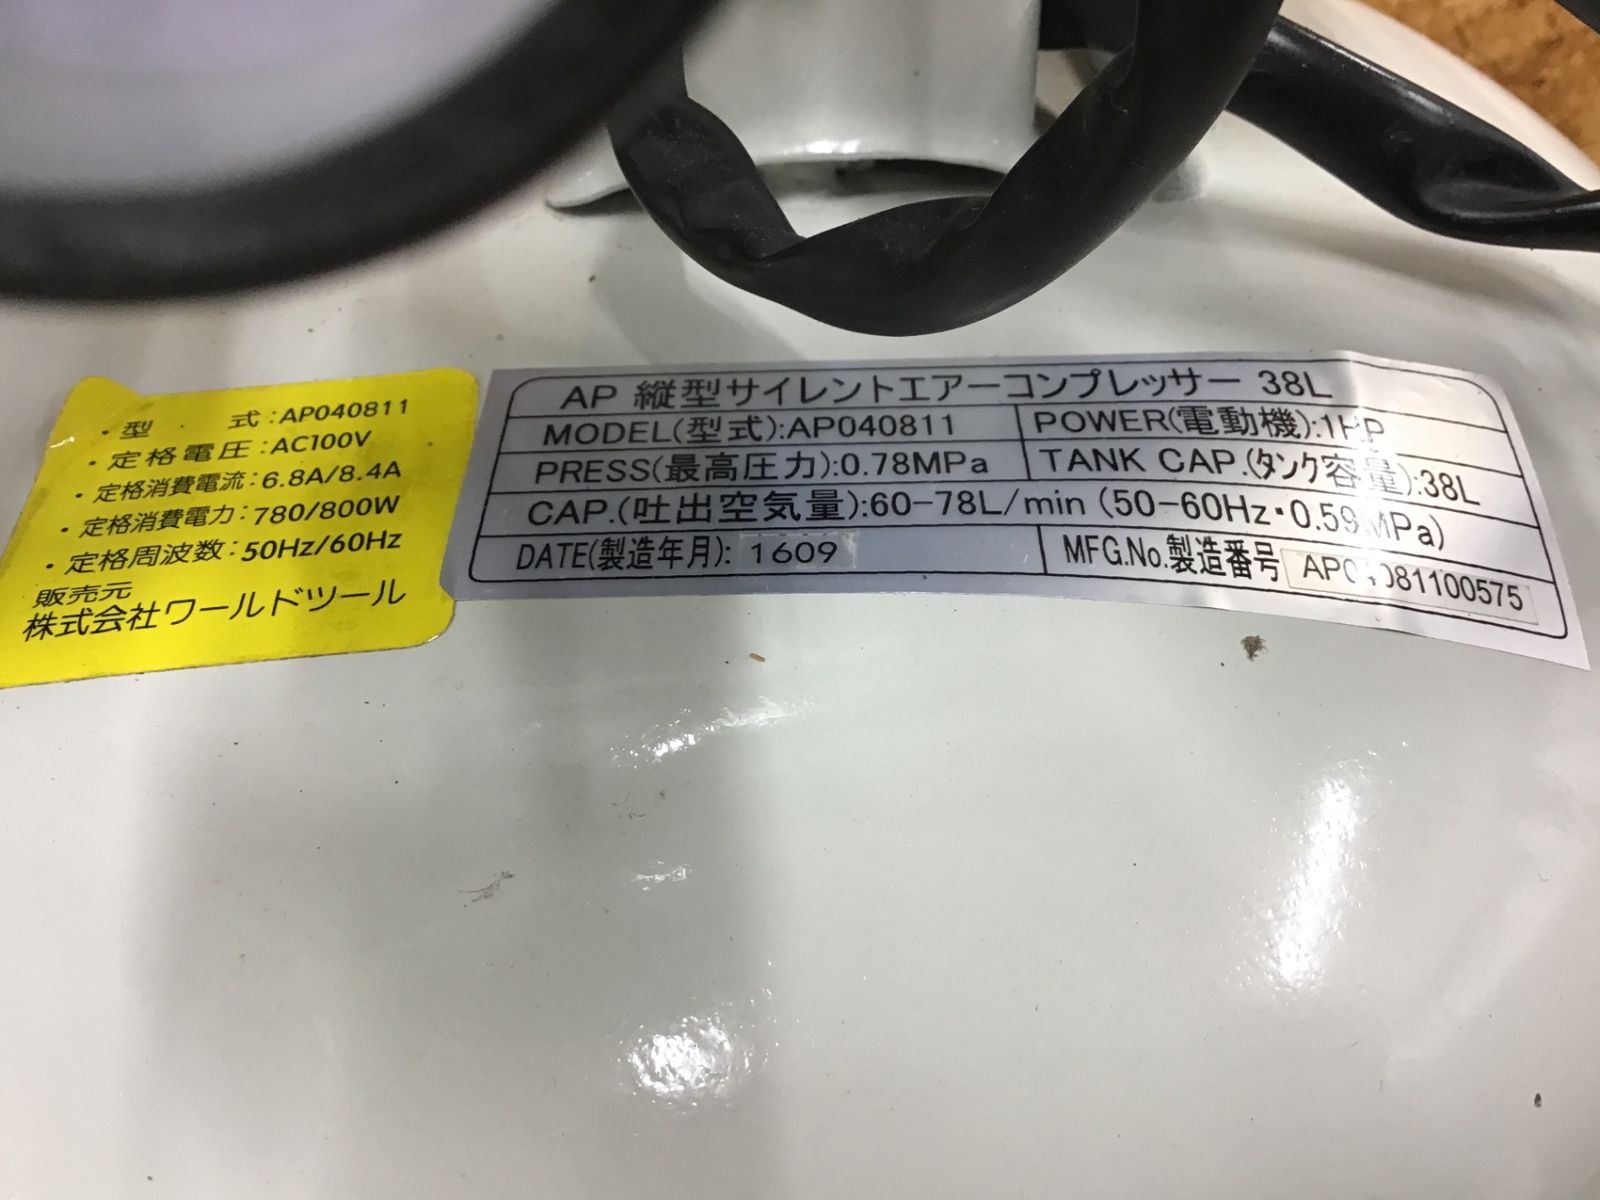 ・型 . 式:AP040811
・定格電圧:AC100V
・定格消費電流:6.8A/8.4A
・定格消費電力:780/800W
・定格周波数:50Hz/60Hz
販売元
株式会社ワールドツール
AP 縦型サイレントエアーコンプレッサー 38L
MODEL(型式):AP040811 POWER(電動機):1HP
PRESS(最高圧力):0.78MPa TANK CAP.(タンク容量):38L
CAP.(吐出空気量):60-78L/min (50-60Hz・0.59MPa)
DATE(製造年月): 1609 MFG.No.製造番号 AP04081100575